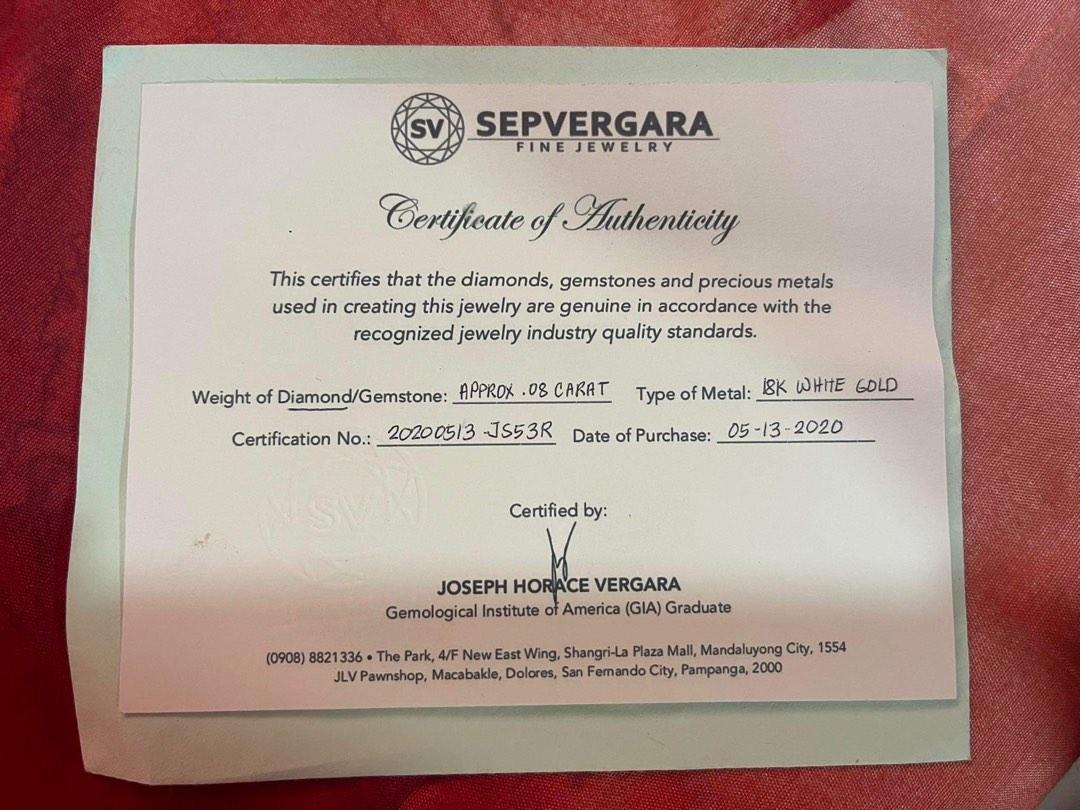 SV SEPVERGARA
FINE JEWELRY
Certificate of Authenticity
This certifies that the diamonds, gemstones and precious metals
used in creating this jewelry are genuine in accordance with the
recognized jewelry industry quality standards.
Weight of Diamond/Gemstone: APPROX .08 CARAT Type of Metal: 18K WHITE GOLD
Certification No.: 20200513-JS53R Date of Purchase: 05-13-2020
SV
Certified by:
JOSEPH HORACE VERGARA
Gemological Institute of America (GIA) Graduate
(0908) 8821336 • The Park, 4/F New East Wing, Shangri-La Plaza Mall, Mandaluyong City, 1554
JLV Pawnshop, Macabakle, Dolores, San Fernando City, Pampanga, 2000